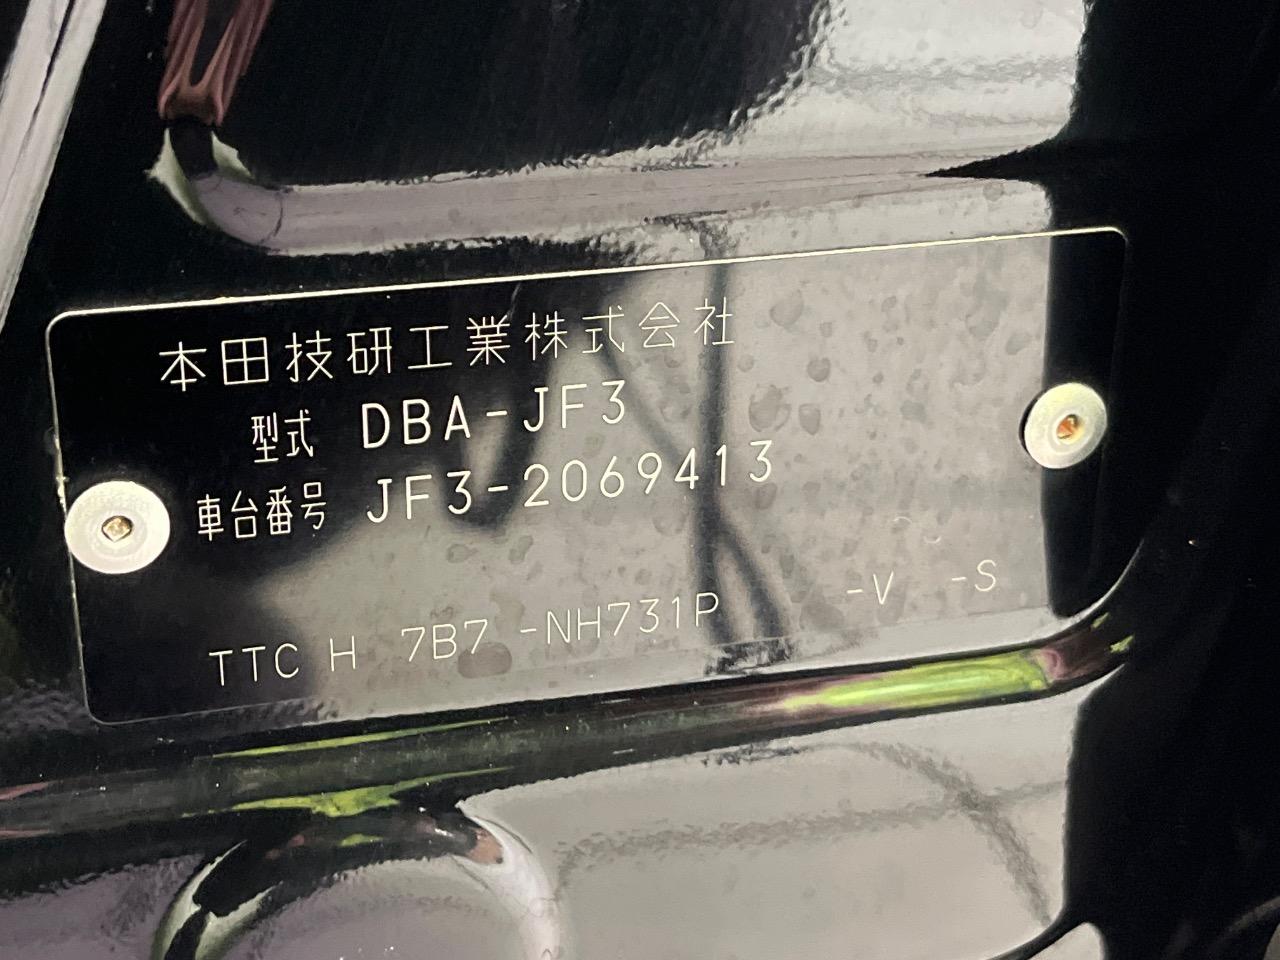 本田技研工業株式会社
型式 DBA-JF3
車台番号 JF3-2069413
TTC H 7B7 -NH731P -V -S